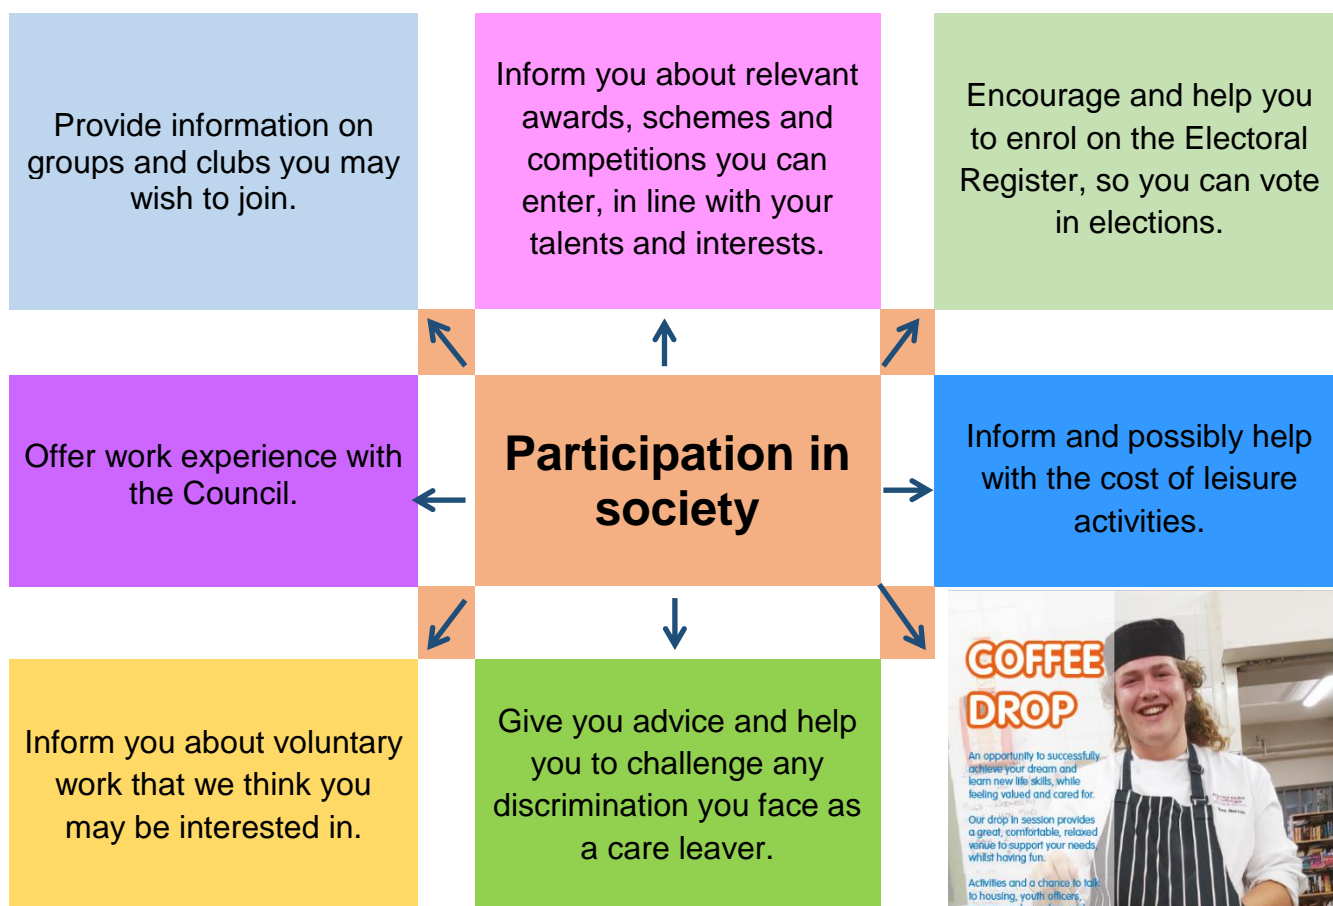 Provide information on
groups and clubs you may
wish to join.
Inform you about relevant
awards, schemes and
competitions you can
enter, in line with your
talents and interests.
Encourage and help you
to enrol on the Electoral
Register, so you can vote
in elections.
Offer work experience with
the Council.
Participation in
society
Inform and possibly help
with the cost of leisure
activities.
Inform you about voluntary
work that we think you
may be interested in.
Give you advice and help
you to challenge any
discrimination you face as
a care leaver.
COFFEE
DROP
An opportunity to successfully
achieve your dream and
learn new life skills, while
feeling valued and cared for.
Our drop in session provides
a great, comfortable, relaxed
venue to support your needs,
whilst having fun.
Activities and a chance to talk
to housing, youth officers,